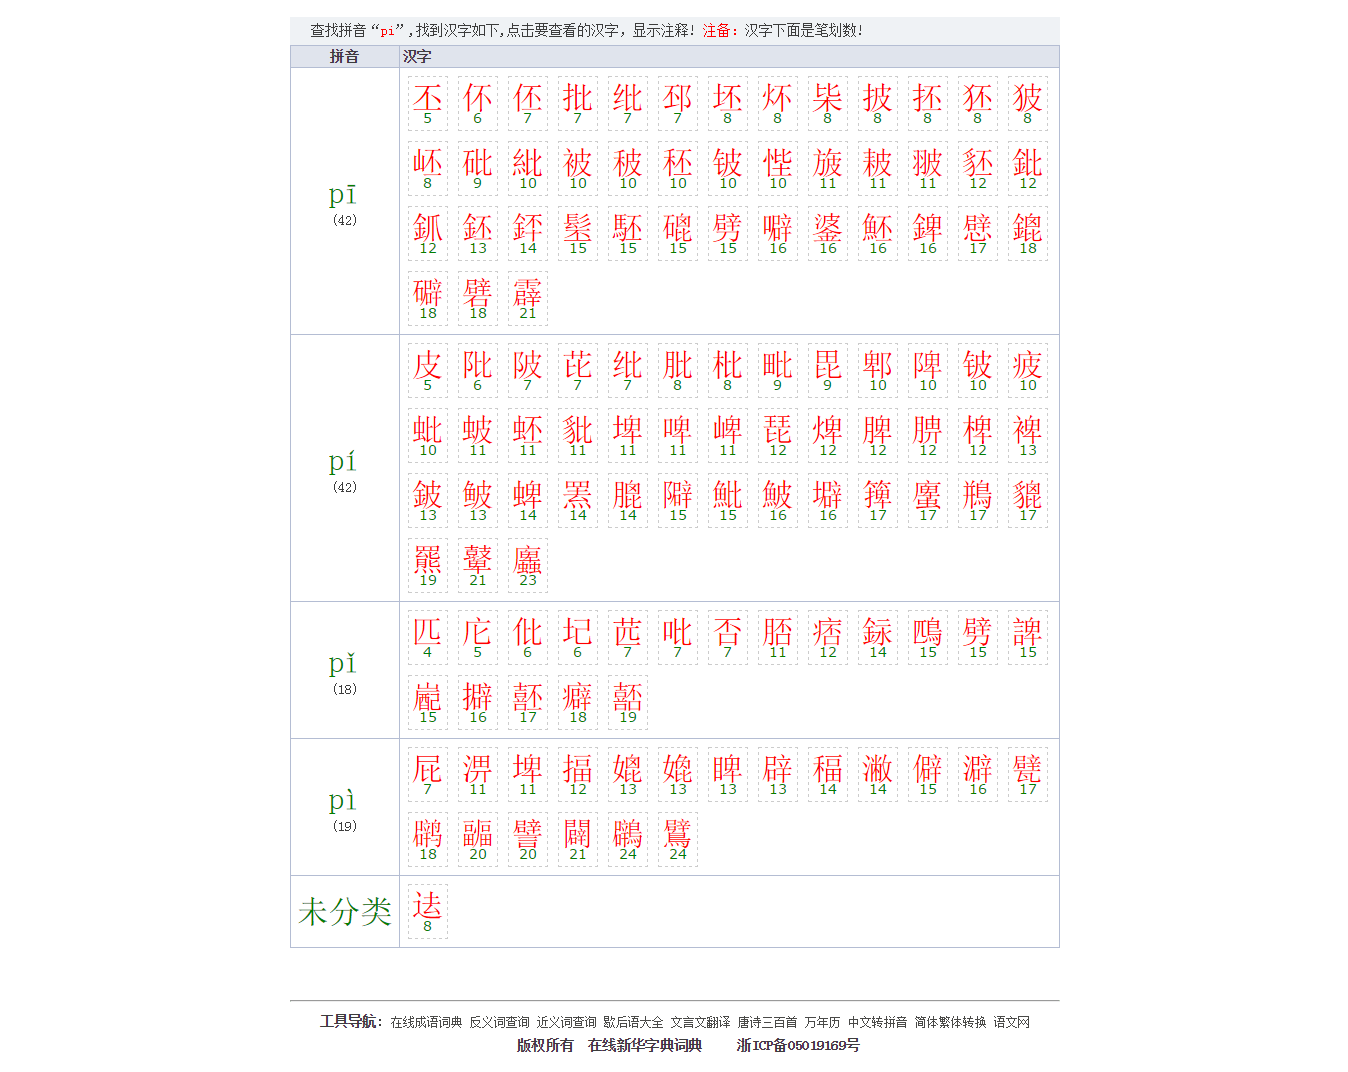 查找拼音“pi”,找到汉字如下,点击要查看的汉字，显示注释! 注备：汉字下面是笔划数!
拼音 汉字
pī
(42)
丕 伓 伾 批 纰 邳 坯 炋 枈 披 抷 狉 狓
5 6 7 7 7 7 8 8 8 8 8 8 8
岯 砒 紕 被 秛 秠 铍 悂 旇 耚 翍 豾 鈚
8 9 10 10 10 10 10 10 11 11 11 12 12
釽 鉟 銔 髬 駓 磇 劈 噼 鋈 魾 錍 憵 鎞
12 13 14 15 15 15 15 16 16 16 16 17 18
礔 礕 霹
18 18 21
pí
(42)
皮 阰 陂 芘 纰 肶 枇 毗 毘 郫 陴 铍 疲
5 6 7 7 7 8 8 9 9 10 10 10 10
蚍 蚾 蚽 豼 埤 啤 崥 琵 焷 脾 腗 椑 裨
10 11 11 11 11 11 11 12 12 12 12 12 13
鈹 鲏 蜱 罴 膍 隦 魮 鮍 壀 簰 螷 鵧 貔
13 13 14 14 14 15 15 16 16 17 17 17 17
羆 鼙 蠯
19 21 23
pǐ
(18)
匹 庀 仳 圮 苉 吡 否 脴 痞 銢 鴄 劈 諀
4 5 6 6 7 7 7 11 12 14 15 15 15
嶏 擗 噽 癖 嚭
15 16 17 18 19
pì
(19)
屁 淠 埤 揊 媲 嫓 睥 辟 稫 潎 僻 澼 甓
7 11 11 12 13 13 13 13 14 14 15 16 17
䴙 疈 譬 闢 鸊 鷿
18 20 20 21 24 24
未分类 迲
8
工具导航: 在线成语词典 反义词查询 近义词查询 歇后语大全 文言文翻译 唐诗三百首 万年历 中文转拼音 简体繁体转换 语文网
版权所有 在线新华字典词典 浙ICP备05019169号